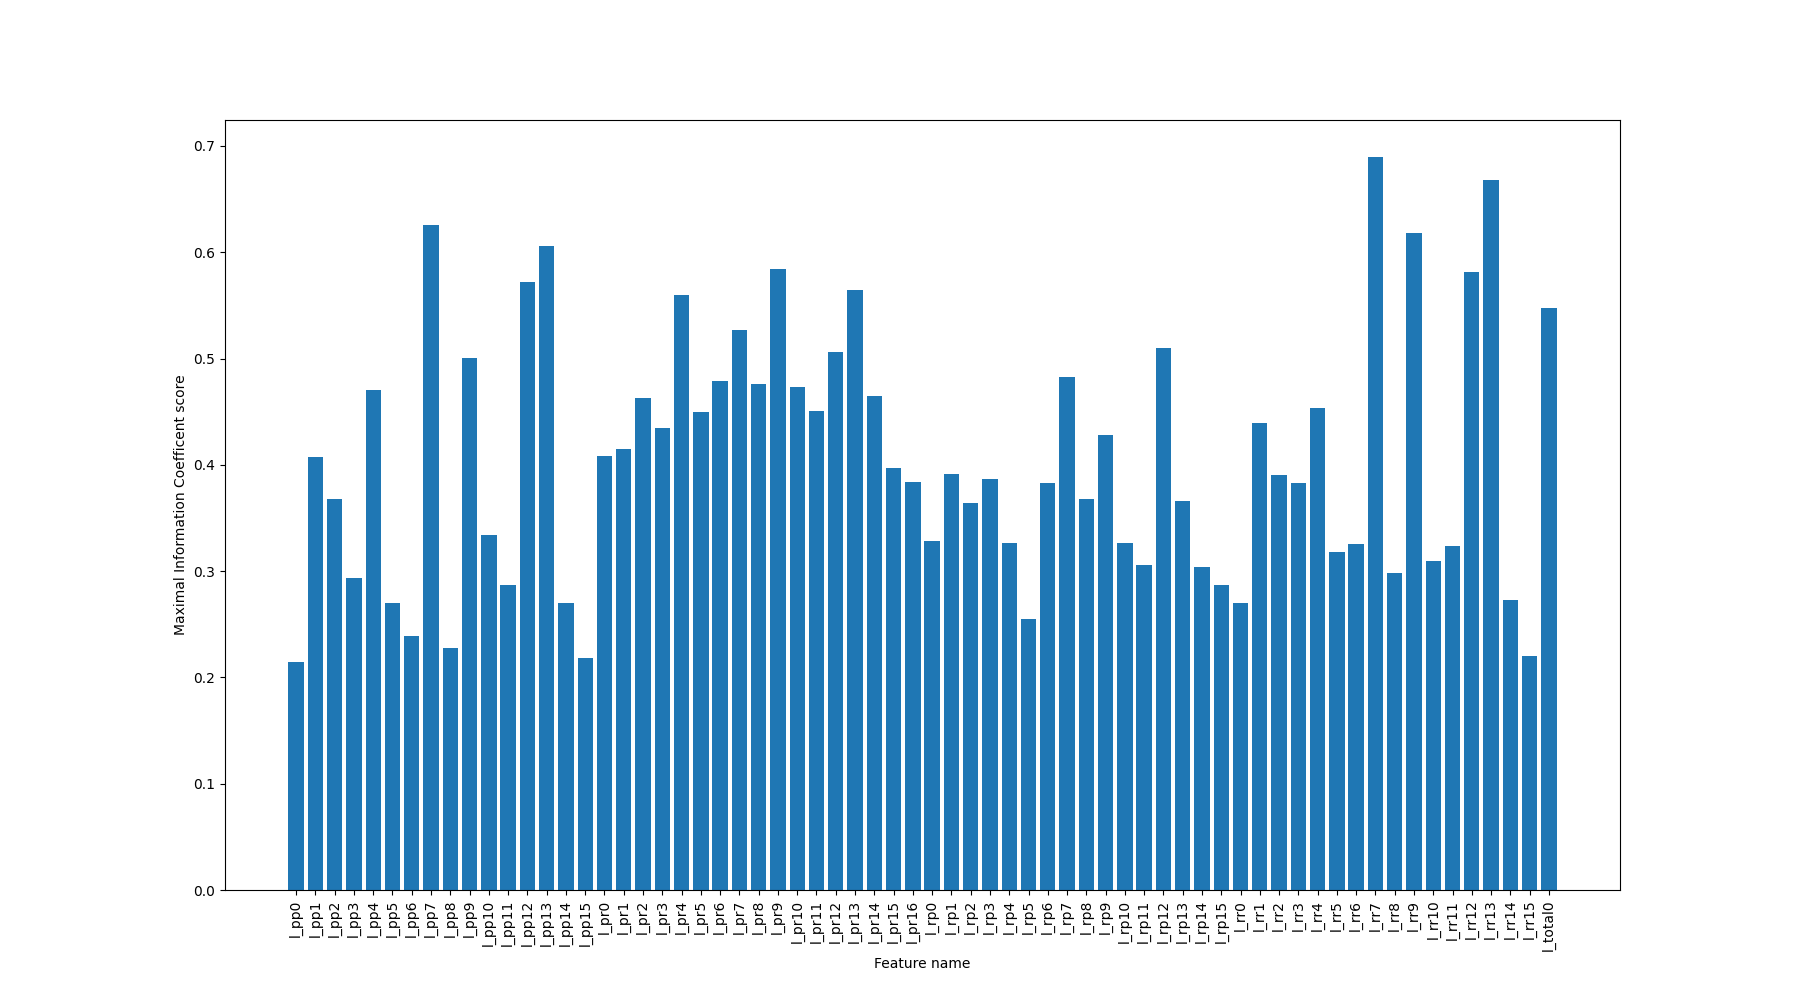 0.7
0.6
0.5
0.4
0.3
0.2
0.1
0.0
Maximal Information Coefficent score
l_pp0
l_pp1
l_pp2
l_pp3
l_pp4
l_pp5
l_pp6
l_pp7
l_pp8
l_pp9
l_pp10
l_pp11
l_pp12
l_pp13
l_pp14
l_pp15
l_pr0
l_pr1
l_pr2
l_pr3
l_pr4
l_pr5
l_pr6
l_pr7
l_pr8
l_pr9
l_pr10
l_pr11
l_pr12
l_pr13
l_pr14
l_pr15
l_pr16
l_rp0
l_rp1
l_rp2
l_rp3
l_rp4
l_rp5
l_rp6
l_rp7
l_rp8
l_rp9
l_rp10
l_rp11
l_rp12
l_rp13
l_rp14
l_rp15
l_rr0
l_rr1
l_rr2
l_rr3
l_rr4
l_rr5
l_rr6
l_rr7
l_rr8
l_rr9
l_rr10
l_rr11
l_rr12
l_rr13
l_rr14
l_rr15
l_total0
Feature name